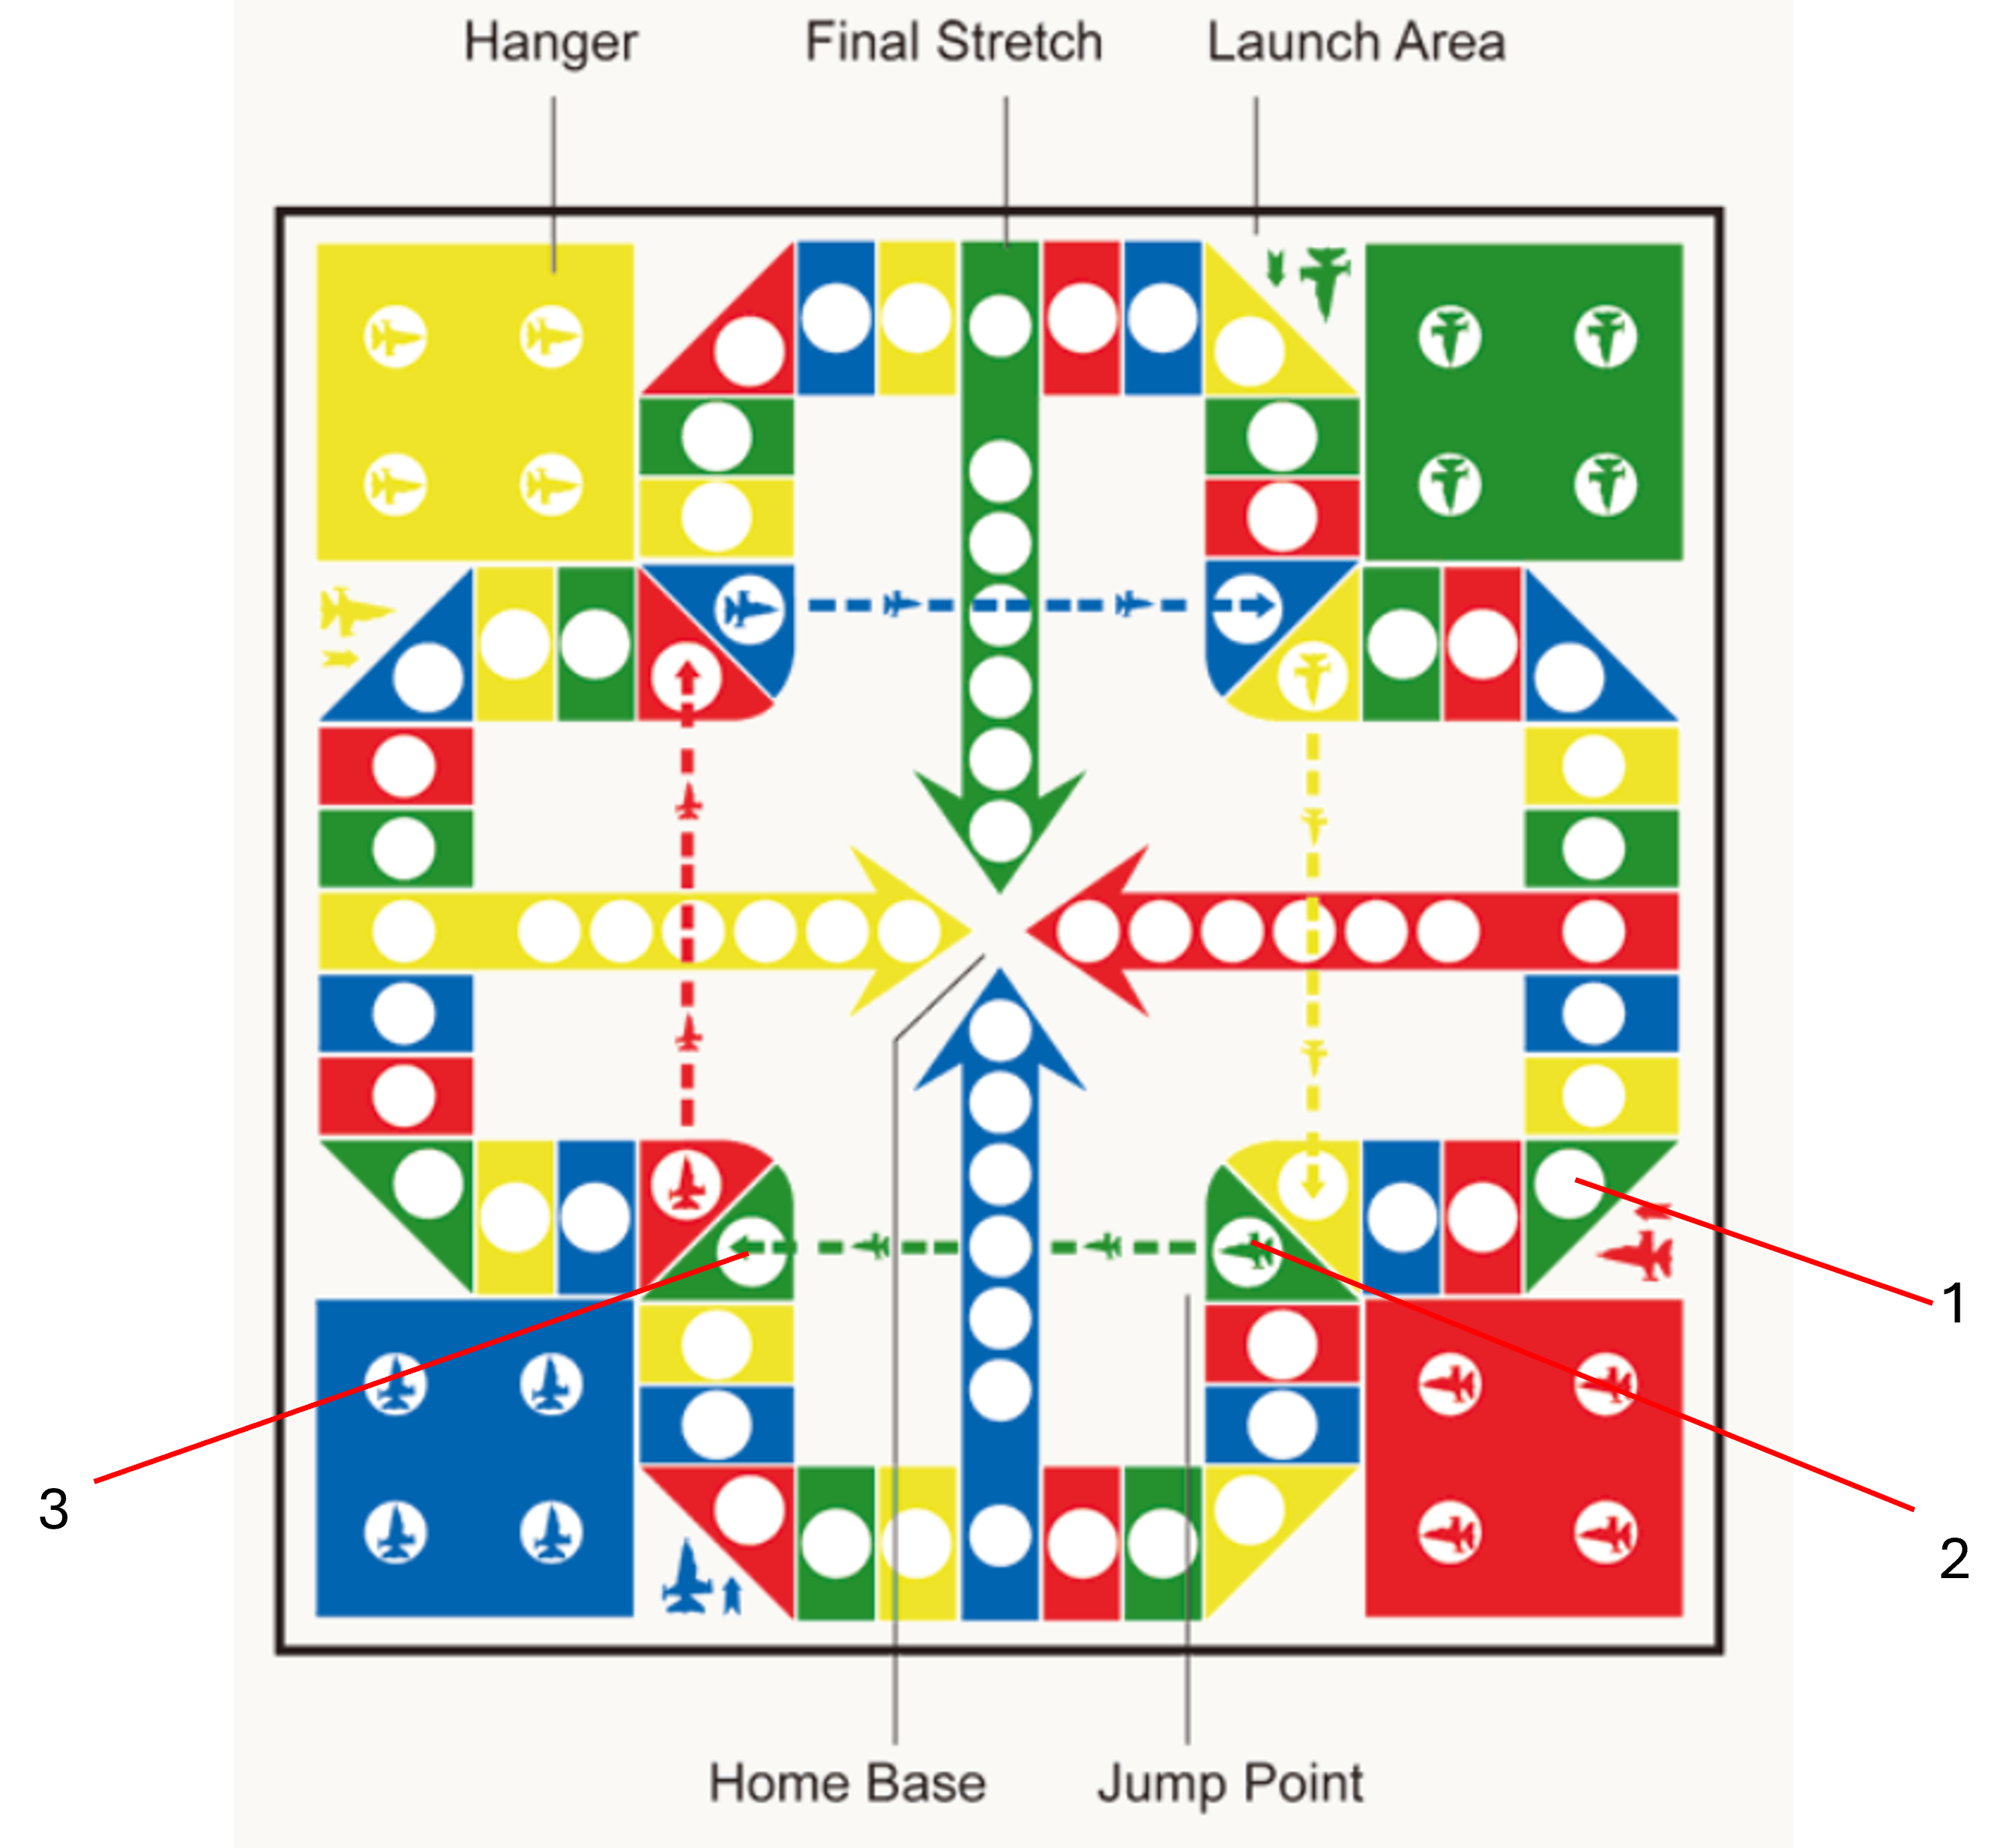 Hanger
Final Stretch
Launch Area
1
3
2
Home Base
Jump Point